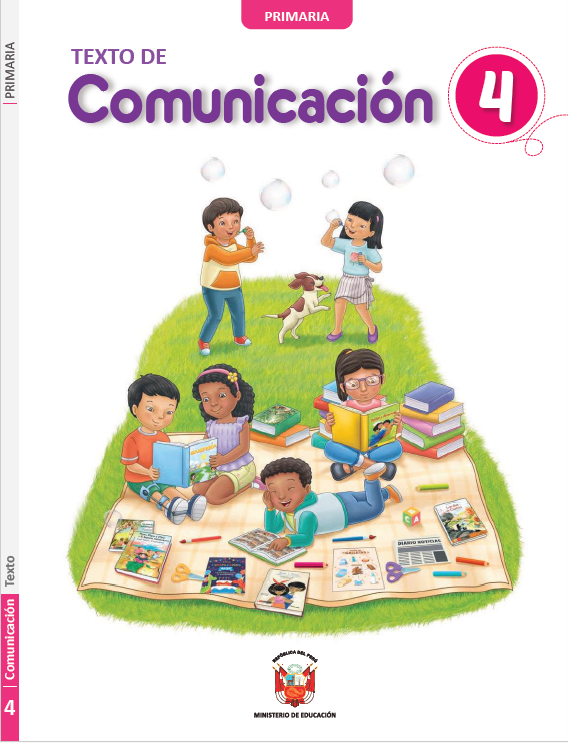 PRIMARIA
TEXTO DE
Comunicación
4
PRIMARIA
Texto
Comunicación
4
DIARIO NOTICIAS
REPÚBLICA DEL PERÚ
MINISTERIO DE EDUCACIÓN